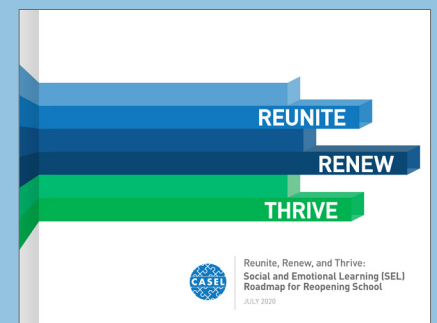 REUNITE
RENEW
THRIVE
CASEL
Reunite, Renew, and Thrive:
Social and Emotional Learning (SEL)
Roadmap for Reopening School
JULY 2020